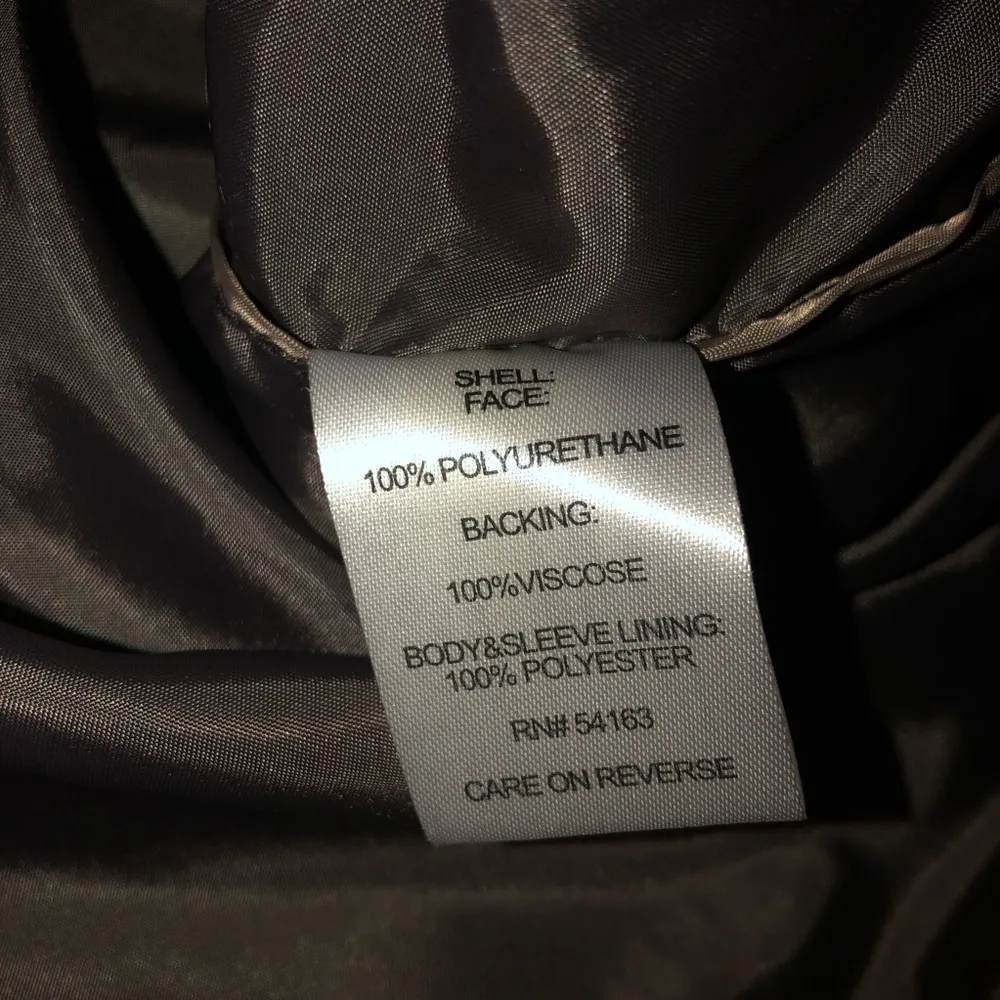 SHELL:
FACE:
100% POLYURETHANE
BACKING:
100%VISCOSE
BODY&SLEEVE LINING:
100% POLYESTER
RN# 54163
CARE ON REVERSE